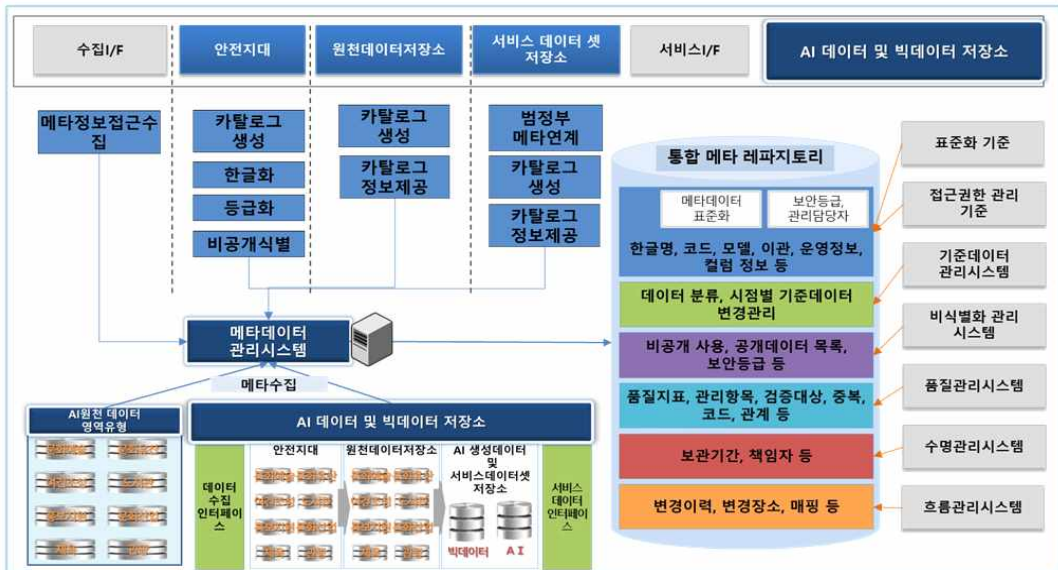 수집I/F
안전지대
원천데이터저장소
서비스 데이터 셋
저장소
서비스I/F
AI 데이터 및 빅데이터 저장소
메타정보접근수
집
카탈로그
생성
한글화
등급화
비공개식별
카탈로그
생성
카탈로그
정보제공
범정부
메타연계
카탈로그
생성
카탈로그
정보제공
통합 메타 레파지토리
메타데이터
표준화
보안등급,
관리담당자
한글명, 코드, 모델, 이관, 운영정보,
컬럼 정보 등
데이터 분류, 시점별 기준데이터
변경관리
비공개 사용, 공개데이터 목록,
보안등급 등
품질지표, 관리항목, 검증대상, 중복,
코드, 관계 등
보관기간, 책임자 등
변경이력, 변경장소, 매핑 등
표준화 기준
접근권한 관리
기준
기준데이터
관리시스템
비식별화 관리
시스템
품질관리시스템
수명관리시스템
흐름관리시스템
메타데이터
관리시스템
메타수집
AI원천 데이터
영역유형
AI 데이터 및 빅데이터 저장소
데이터
수집
인터페이스
안전지대
원천데이터저장소
AI 생성데이터
및
서비스데이터셋
저장소
빅데이터
AI
서비스
데이터
인터페이
스